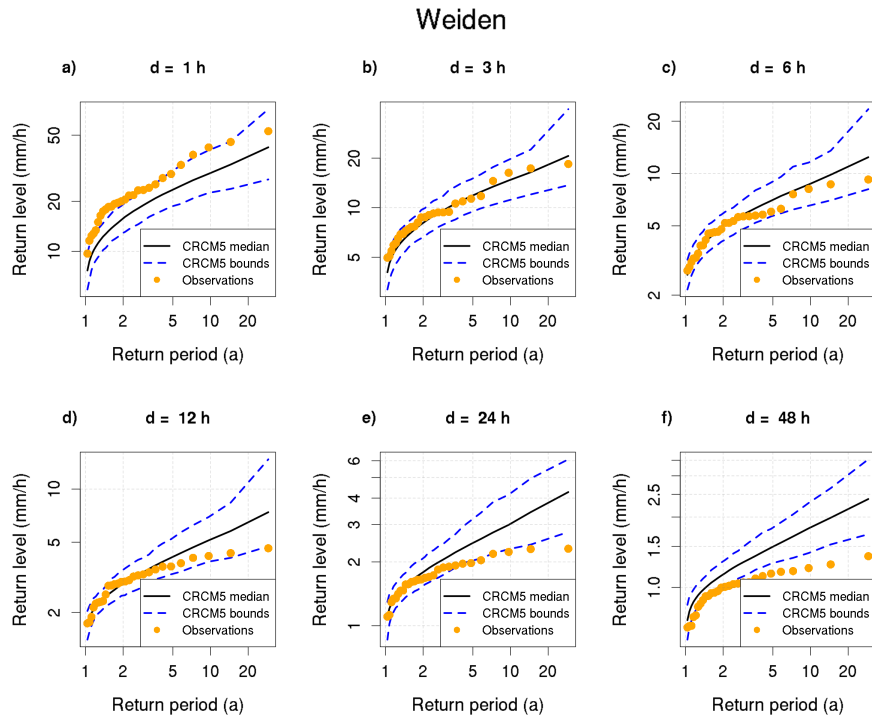 Weiden
a) d = 1 h
Return level (mm/h)
50
20
10
CRCM5 median
CRCM5 bounds
Observations
1 2 5 10 20
Return period (a)
b) d = 3 h
Return level (mm/h)
20
10
5
CRCM5 median
CRCM5 bounds
Observations
1 2 5 10 20
Return period (a)
c) d = 6 h
Return level (mm/h)
20
10
5
2
CRCM5 median
CRCM5 bounds
Observations
1 2 5 10 20
Return period (a)
d) d = 12 h
Return level (mm/h)
10
5
2
CRCM5 median
CRCM5 bounds
Observations
1 2 5 10 20
Return period (a)
e) d = 24 h
Return level (mm/h)
6
4
3
2
1
CRCM5 median
CRCM5 bounds
Observations
1 2 5 10 20
Return period (a)
f) d = 48 h
Return level (mm/h)
2.5
1.5
1.0
CRCM5 median
CRCM5 bounds
Observations
1 2 5 10 20
Return period (a)